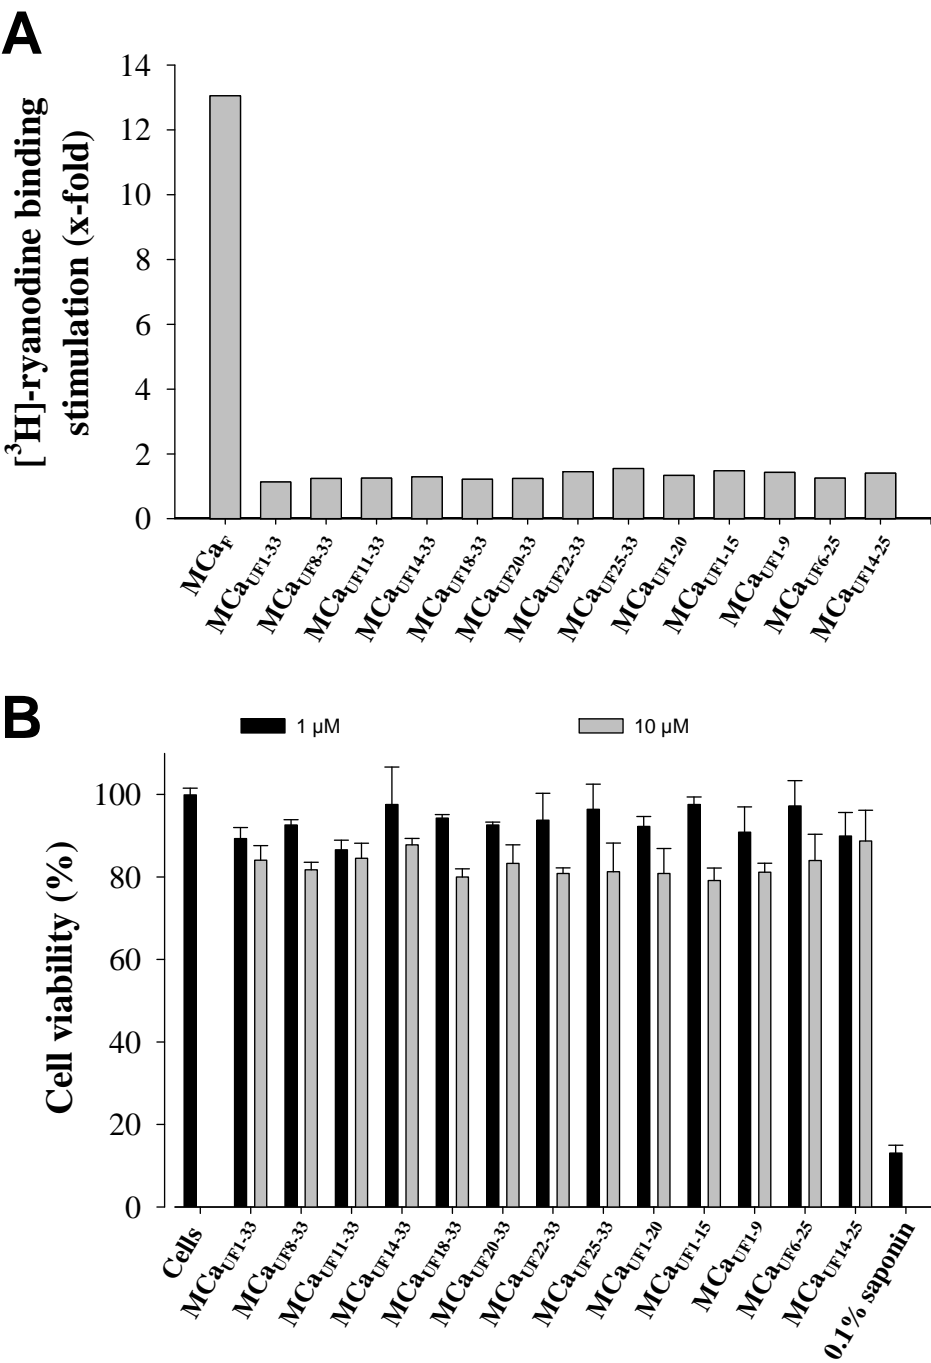 A
[³H]-ryanodine binding
stimulation (x-fold)
14
12
10
8
6
4
2
0
MCaF
MCaUF1-33
MCaUF8-33
MCaUF11-33
MCaUF14-33
MCaUF18-33
MCaUF20-33
MCaUF22-33
MCaUF25-33
MCaUF1-20
MCaUF1-15
MCaUF1-9
MCaUF6-25
MCaUF14-25
B
1 µM
10 µM
Cell viability (%)
100
80
60
40
20
0
Cells
MCaUF1-33
MCaUF8-33
MCaUF11-33
MCaUF14-33
MCaUF18-33
MCaUF20-33
MCaUF22-33
MCaUF25-33
MCaUF1-20
MCaUF1-15
MCaUF1-9
MCaUF6-25
MCaUF14-25
0.1% saponin